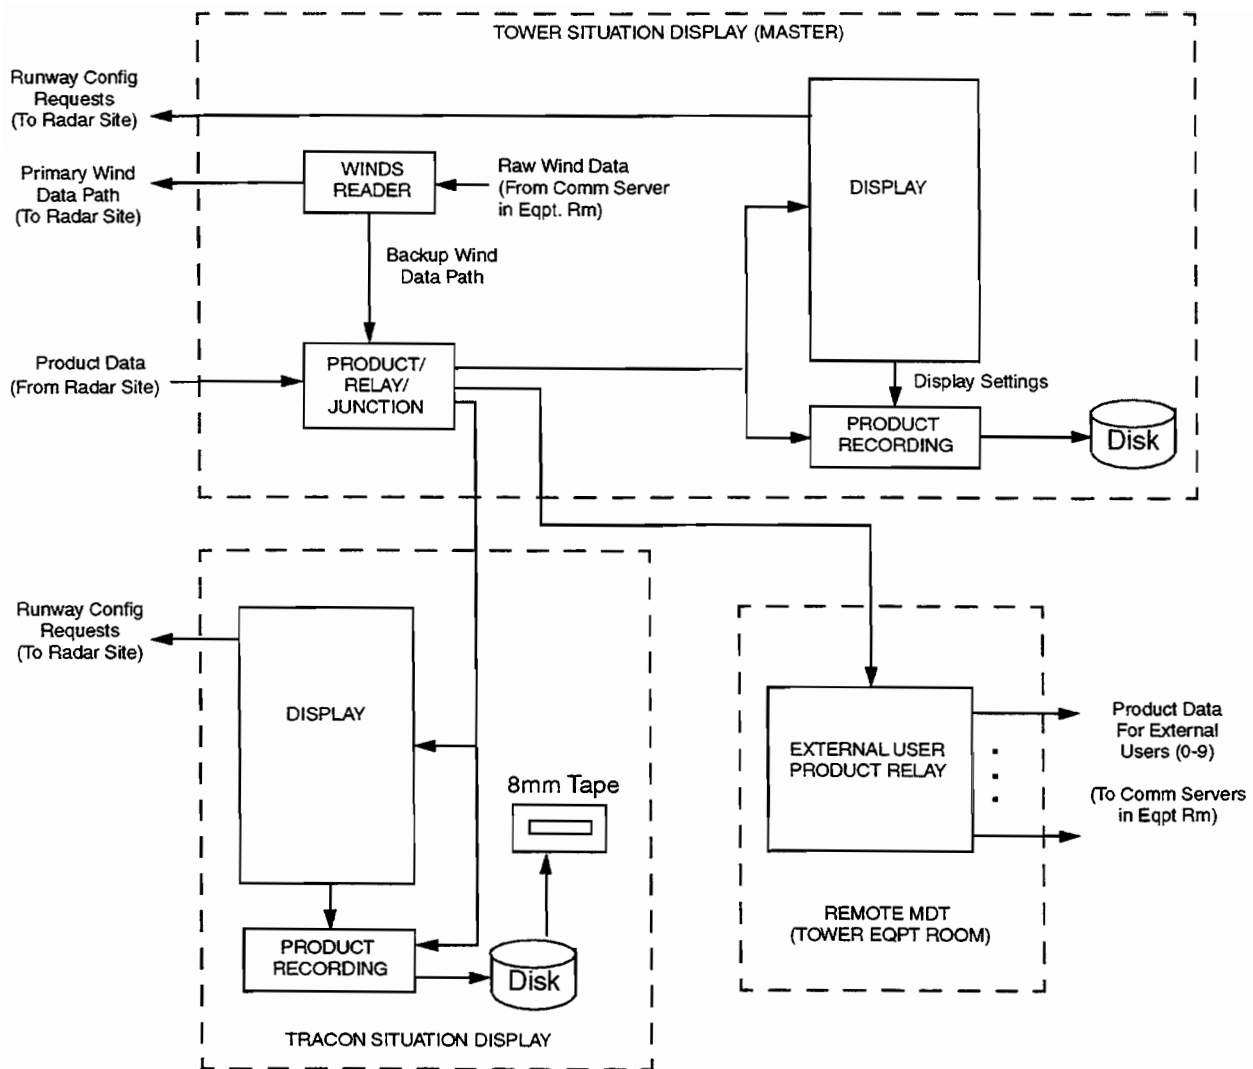 TOWER SITUATION DISPLAY (MASTER)
Runway Config
Requests
(To Radar Site)
Primary Wind
Data Path
(To Radar Site)
WINDS
READER
Raw Wind Data
(From Comm Server
in Eqpt. Rm)
DISPLAY
Backup Wind
Data Path
Product Data
(From Radar Site)
PRODUCT/
RELAY/
JUNCTION
Display Settings
PRODUCT
RECORDING
Disk
Runway Config
Requests
(To Radar Site)
DISPLAY
8mm Tape
PRODUCT
RECORDING
Disk
TRACON SITUATION DISPLAY
EXTERNAL USER
PRODUCT RELAY
Product Data
For External
Users (0-9)
(To Comm Servers
in Eqpt Rm)
REMOTE MDT
(TOWER EQPT ROOM)